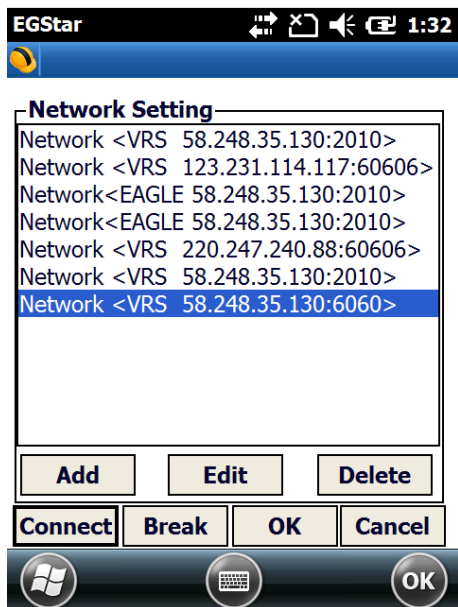 EGStar 1:32
Network Setting
Network <VRS 58.248.35.130:2010>
Network <VRS 123.231.114.117:60606>
Network<EAGLE 58.248.35.130:2010>
Network<EAGLE 58.248.35.130:2010>
Network <VRS 220.247.240.88:60606>
Network <VRS 58.248.35.130:2010>
Network <VRS 58.248.35.130:6060>
Add Edit Delete
Connect Break OK Cancel
OK